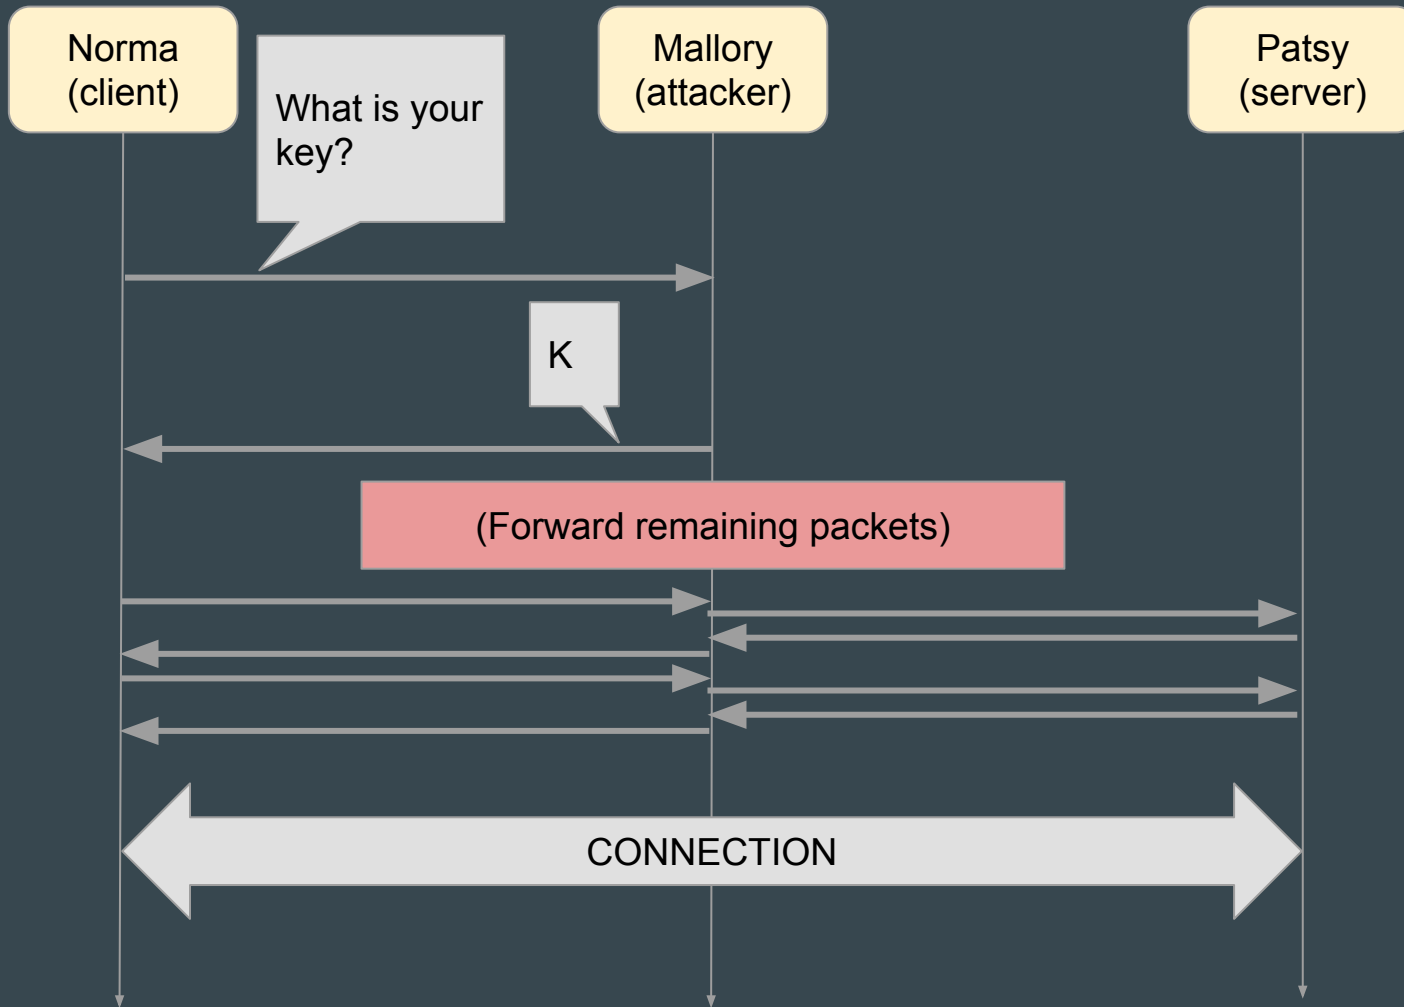 Norma
(client)
Mallory
(attacker)
Patsy
(server)
What is your
key?
K
(Forward remaining packets)
CONNECTION